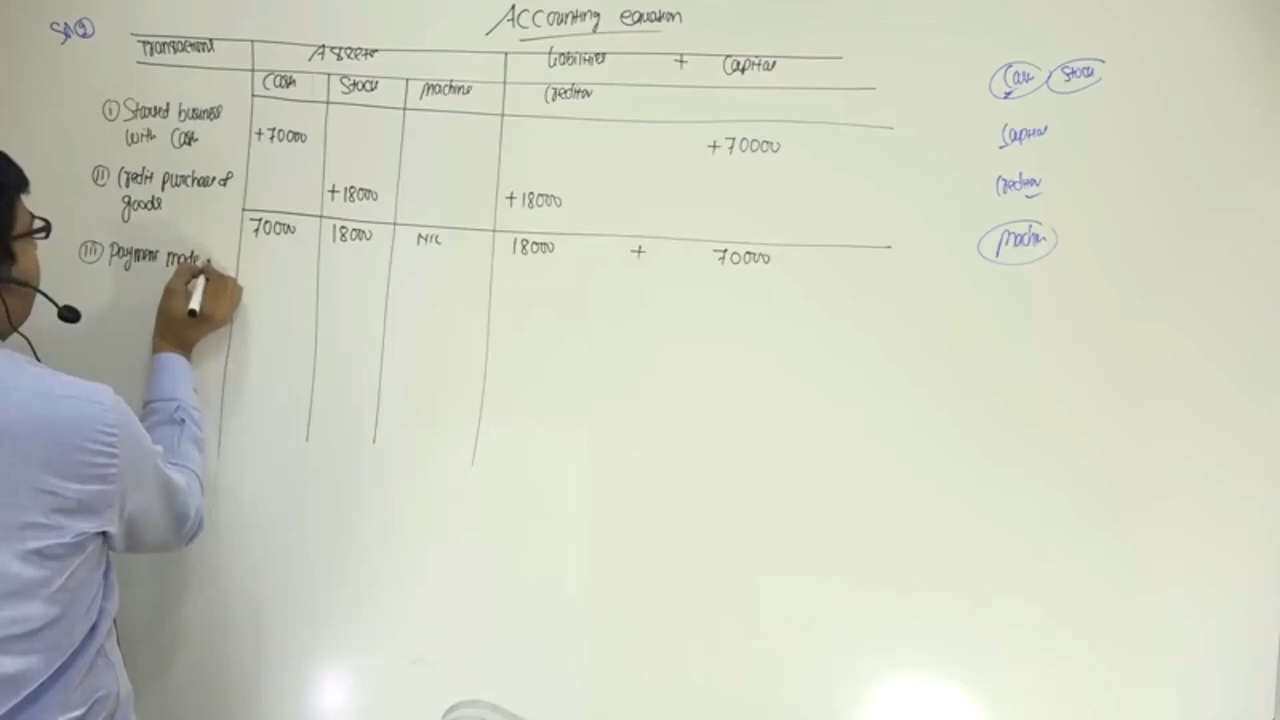 Accounting equation
Transactions Assets Liabilities + Capital
Cash Stock Machine Creditor
(i) Started business
with Cash +70000 +70000
(ii) Credit purchase of
goods +18000 +18000
70000 18000 NIL 18000 + 70000
(iii) Payment made
Cash, Stock
Capital
Creditor
Machine